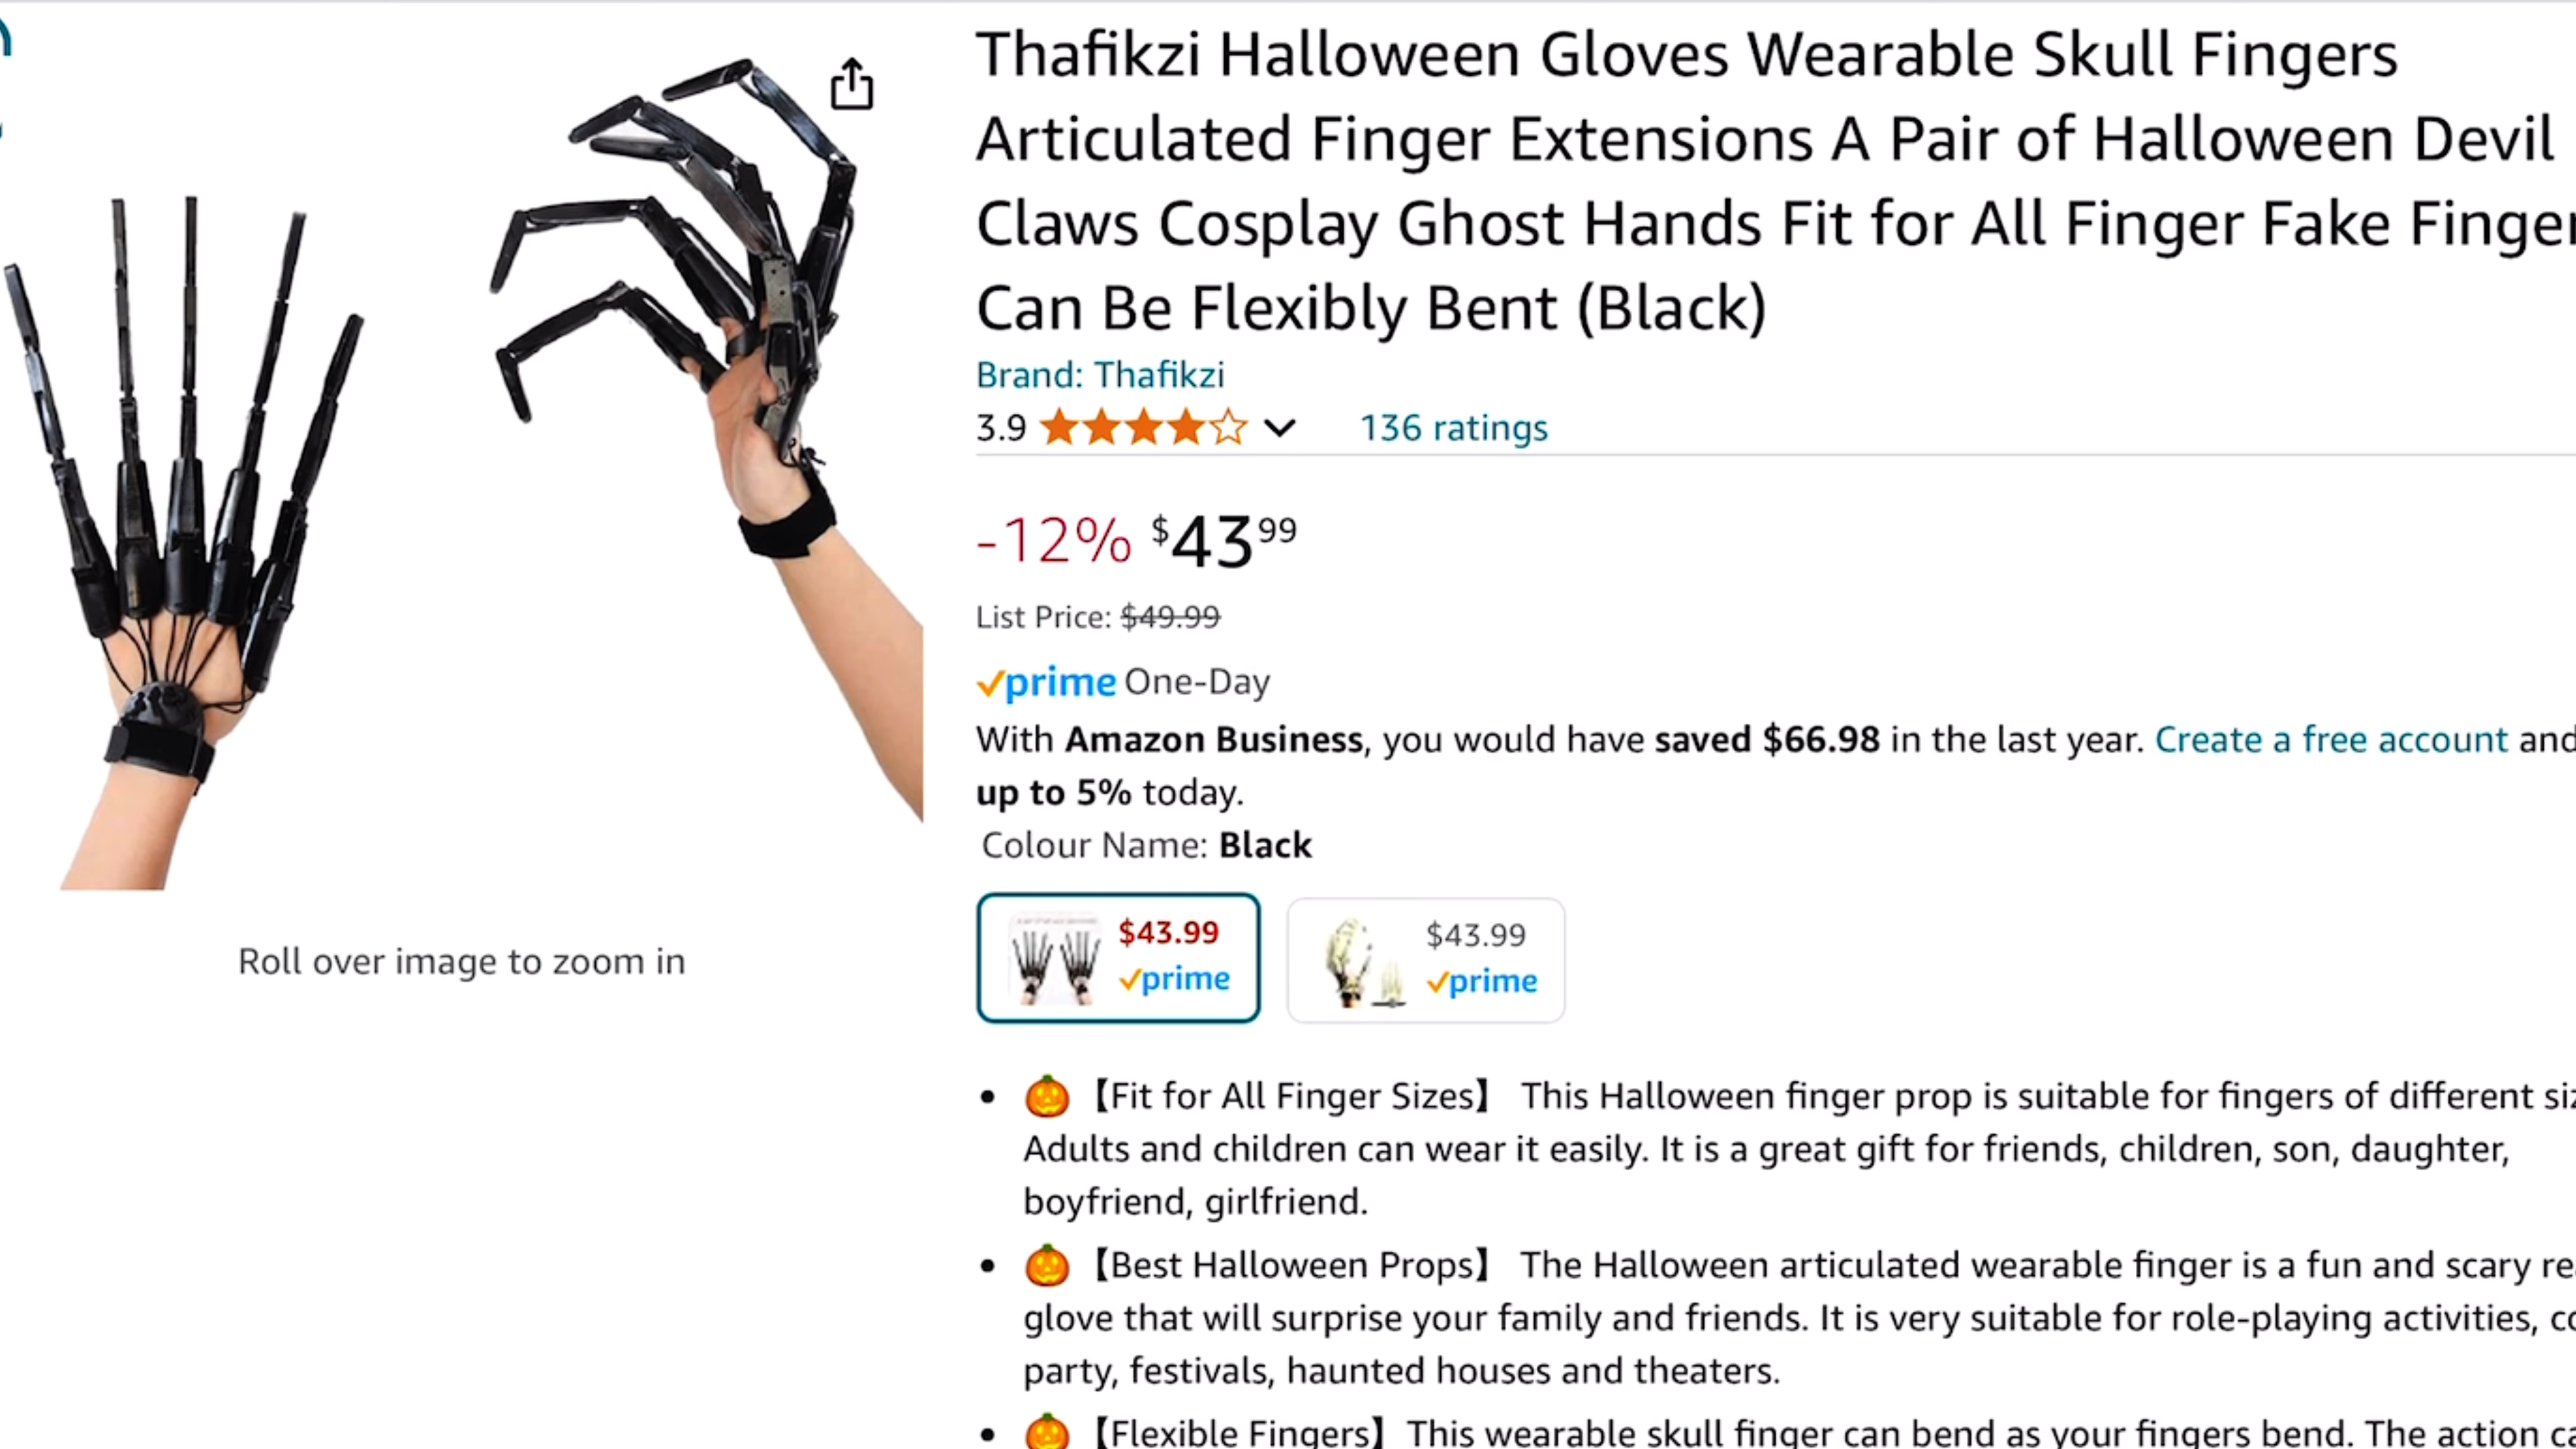 Thafikzi Halloween Gloves Wearable Skull Fingers
Articulated Finger Extensions A Pair of Halloween Devil
Claws Cosplay Ghost Hands Fit for All Finger Fake Finger
Can Be Flexibly Bent (Black)
Brand: Thafikzi
3.9 136 ratings
-12% $43 99
List Price: $49.99
prime One-Day
With Amazon Business, you would have saved $66.98 in the last year. Create a free account and
up to 5% today.
Colour Name: Black
$43.99
prime
$43.99
prime
Roll over image to zoom in
• 🎃【Fit for All Finger Sizes】 This Halloween finger prop is suitable for fingers of different
Adults and children can wear it easily. It is a great gift for friends, children, son, daughter,
boyfriend, girlfriend.
• 🎃【Best Halloween Props】 The Halloween articulated wearable finger is a fun and scary
glove that will surprise your family and friends. It is very suitable for role-playing activities,
party, festivals, haunted houses and theaters.
• 🎃【Flexible Fingers】This wearable skull finger can bend as your fingers bend. The action